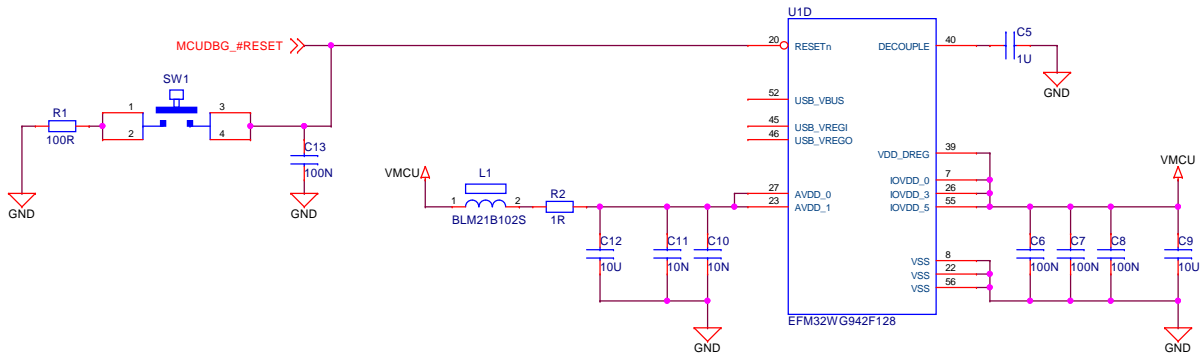 U1D
MCUDBG_#RESET
20
RESETn
DECOUPLE
40
C5
1U
GND
SW1
R1
100R
1
2
3
4
C13
100N
GND
GND
52
USB_VBUS
45
USB_VREGI
46
USB_VREGO
VDD_DREG
39
IOVDD_0
7
IOVDD_3
26
IOVDD_5
55
VMCU
VMCU
L1
1
2
BLM21B102S
R2
1R
27
AVDD_0
23
AVDD_1
C12
10U
C11
10N
C10
10N
GND
VSS
8
VSS
22
VSS
56
C6
100N
C7
100N
C8
100N
C9
10U
GND
EFM32WG942F128